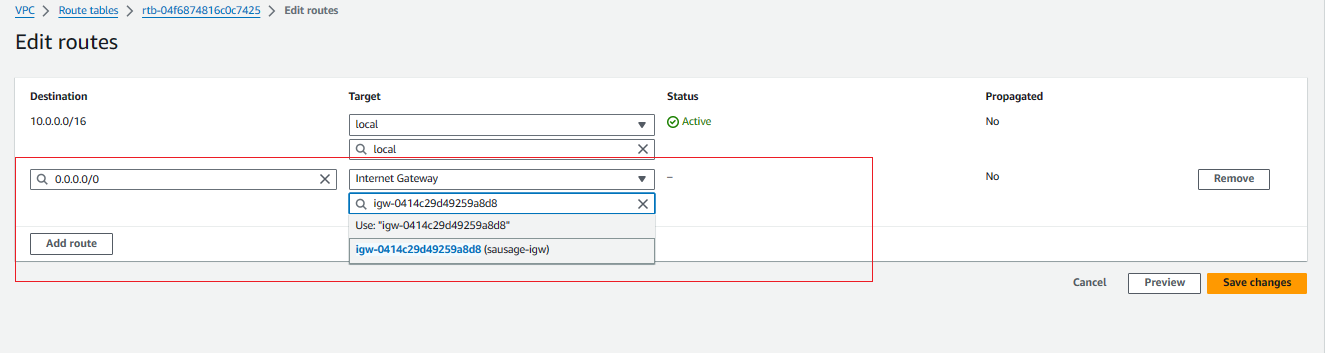 VPC > Route tables > rtb-04f6874816c0c7425 > Edit routes
Edit routes
Destination Target Status Propagated
10.0.0.0/16 local Active No
local
0.0.0.0/0 Internet Gateway – No Remove
igw-0414c29d49259a8d8
Use: "igw-0414c29d49259a8d8"
Add route igw-0414c29d49259a8d8 (sausage-igw)
Cancel Preview Save changes